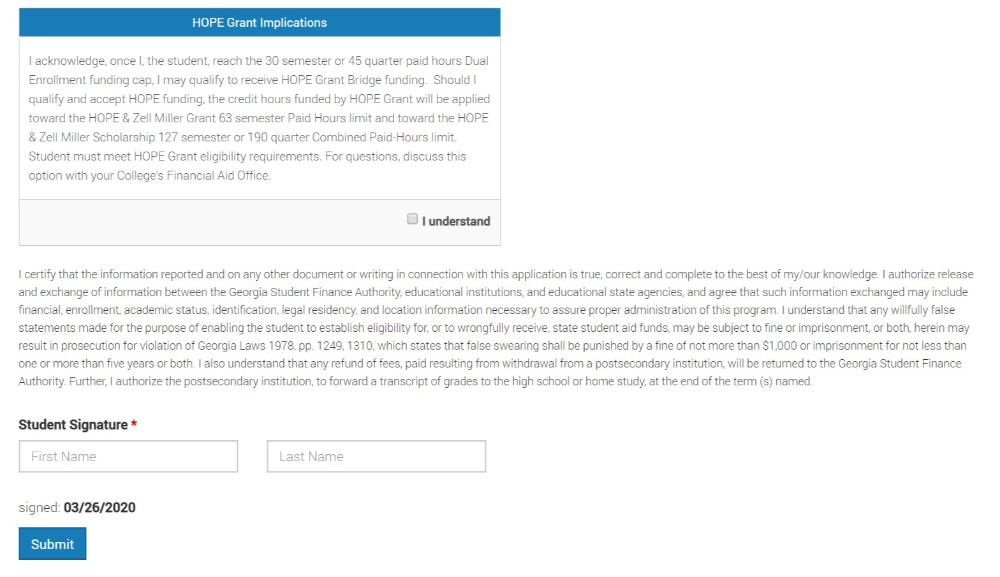 HOPE Grant Implications
I acknowledge, once I, the student, reach the 30 semester or 45 quarter paid hours Dual
Enrollment funding cap, I may qualify to receive HOPE Grant Bridge funding.  Should I
qualify and accept HOPE funding, the credit hours funded by HOPE Grant will be applied
toward the HOPE & Zell Miller Grant 63 semester Paid Hours limit and toward the HOPE
& Zell Miller Scholarship 127 semester or 190 quarter Combined Paid-Hours limit.
Student must meet HOPE Grant eligibility requirements. For questions, discuss this
option with your College's Financial Aid Office.
I understand
I certify that the information reported and on any other document or writing in connection with this application is true, correct and complete to the best of my/our knowledge. I authorize release
and exchange of information between the Georgia Student Finance Authority, educational institutions, and educational state agencies, and agree that such information exchanged may include
financial, enrollment, academic status, identification, legal residency, and location information necessary to assure proper administration of this program. I understand that any willfully false
statements made for the purpose of enabling the student to establish eligibility for, or to wrongfully receive, state student aid funds, may be subject to fine or imprisonment, or both, herein may
result in prosecution for violation of Georgia Laws 1978, pp. 1249, 1310, which states that false swearing shall be punished by a fine of not more than $1,000 or imprisonment for not less than
one or more than five years or both. I also understand that any refund of fees, paid resulting from withdrawal from a postsecondary institution, will be returned to the Georgia Student Finance
Authority. Further, I authorize the postsecondary institution, to forward a transcript of grades to the high school or home study, at the end of the term (s) named.
Student Signature *
First Name
Last Name
signed: 03/26/2020
Submit